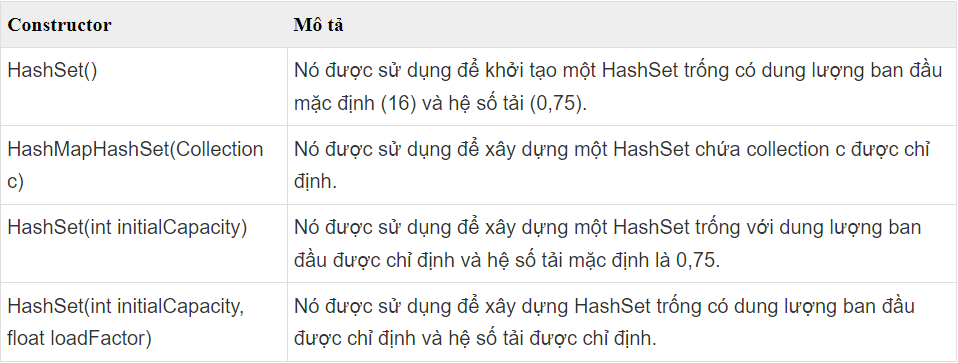 Constructor
Mô tả
HashSet()
Nó được sử dụng để khởi tạo một HashSet trống có dung lượng ban đầu
mặc định (16) và hệ số tải (0,75).
HashMapHashSet(Collection
c)
Nó được sử dụng để xây dựng một HashSet chứa collection c được chỉ
định.
HashSet(int initialCapacity)
Nó được sử dụng để xây dựng một HashSet trống với dung lượng ban
đầu được chỉ định và hệ số tải mặc định là 0,75.
HashSet(int initialCapacity,
float loadFactor)
Nó được sử dụng để xây dựng HashSet trống có dung lượng ban đầu
được chỉ định và hệ số tải được chỉ định.